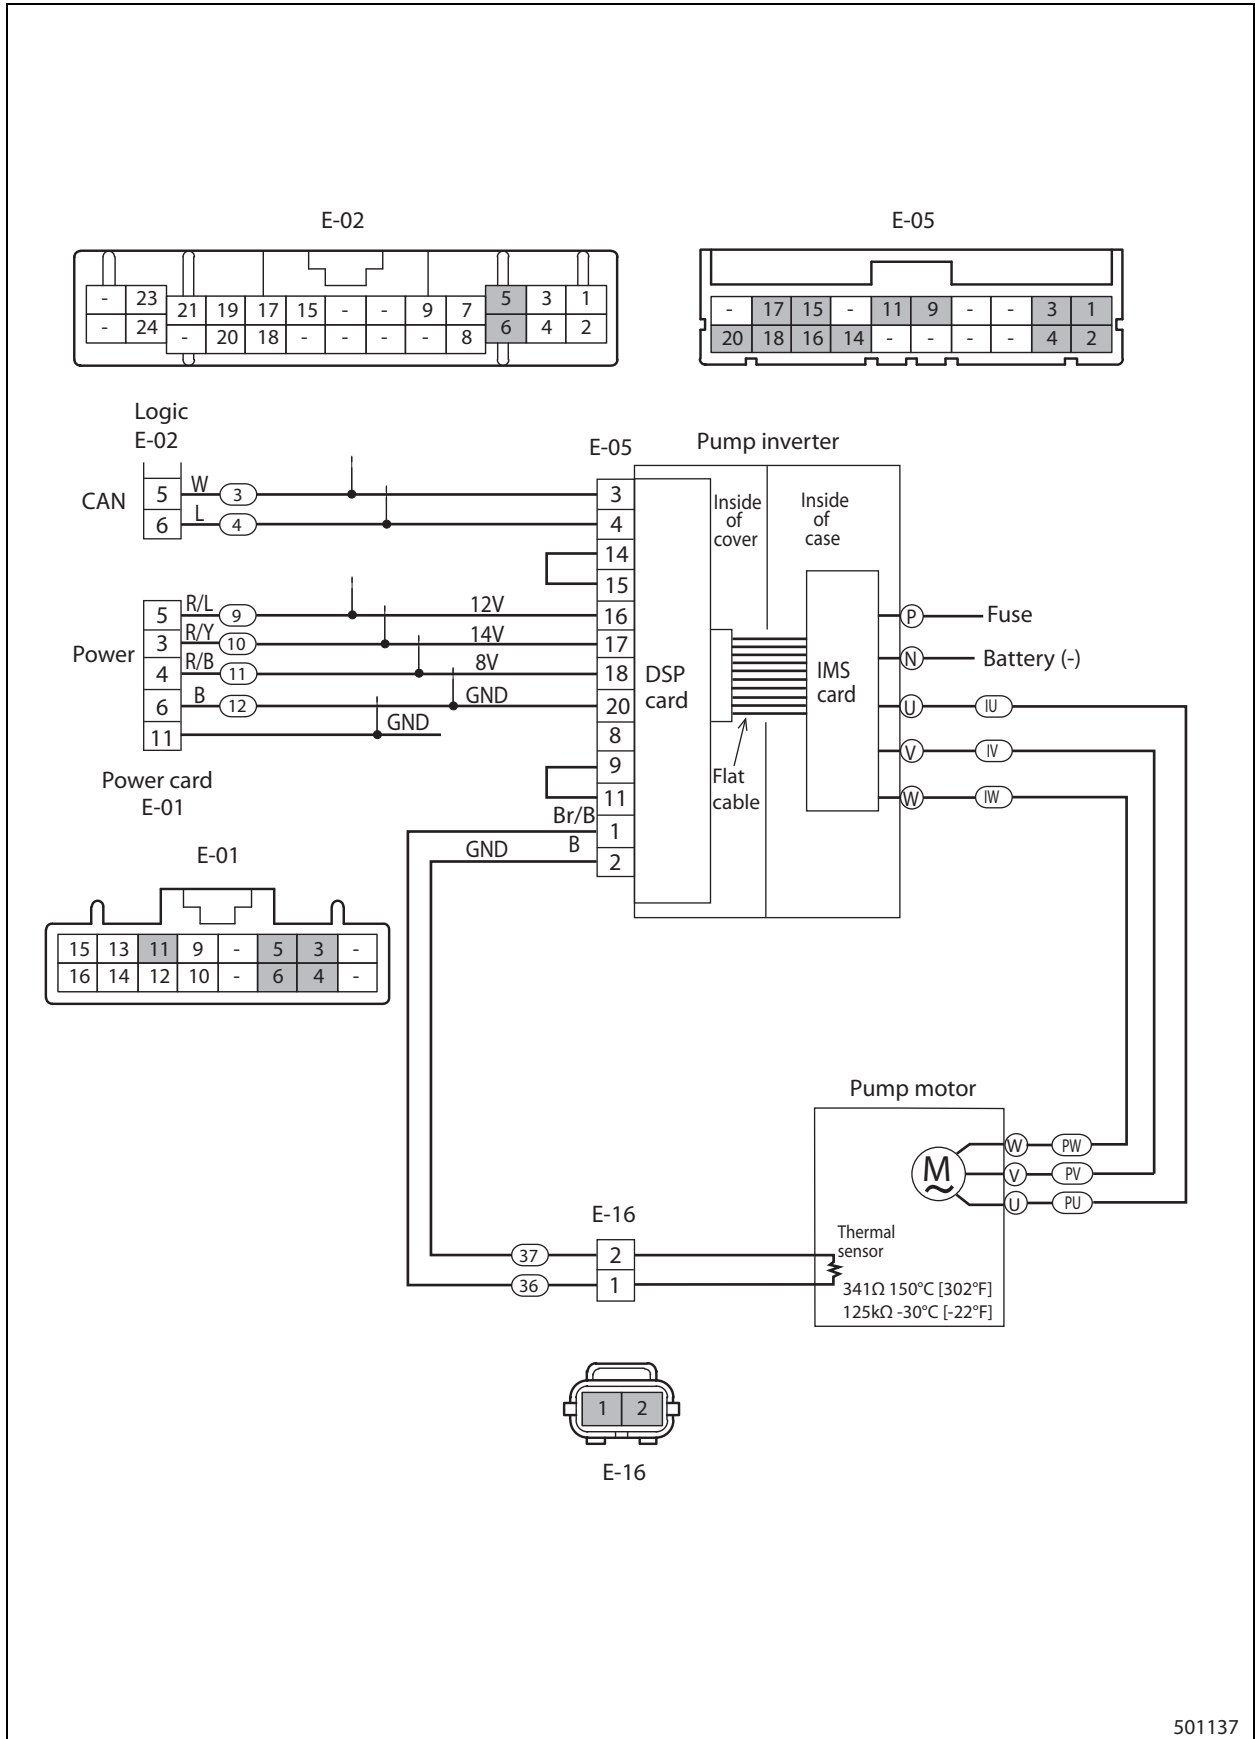 E-02
- 23 21 19 17 15 - - 9 7 5 3 1
- 24 - 20 18 - - - - 8 6 4 2
E-05
- 17 15 - 11 9 - - 3 1
20 18 16 14 - - - - 4 2
Logic
E-02
CAN
5 W 3
6 L 4
Power
5 R/L 9 12V
3 R/Y 10 14V
4 R/B 11 8V
6 B 12 GND
11 GND
Power card
E-01
E-05
3
4
14
15
16
17
18
20
8
9
11
Br/B 1
GND B 2
Pump inverter
DSP
card
Inside
of
cover
Inside
of
case
Flat
cable
IMS
card
P Fuse
N Battery (-)
U IU
V IV
W IW
E-01
15 13 11 9 - 5 3 -
16 14 12 10 - 6 4 -
Pump motor
M
W PW
V PV
U PU
Thermal
sensor
341Ω 150°C [302°F]
125kΩ -30°C [-22°F]
E-16
37 2
36 1
1 2
E-16
501137